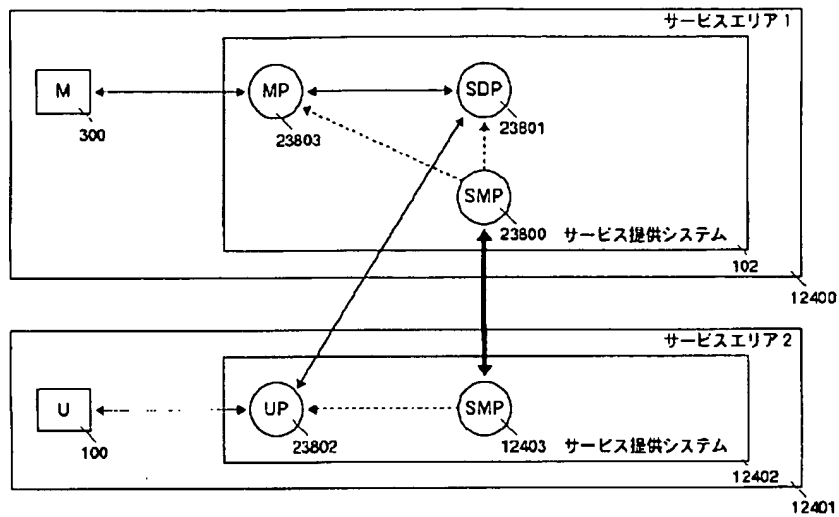 サービスエリア1
M
300
MP
23803
SDP
23801
SMP
23800
サービス提供システム
102
12400
サービスエリア2
U
100
UP
23802
SMP
12403
サービス提供システム
12402
12401